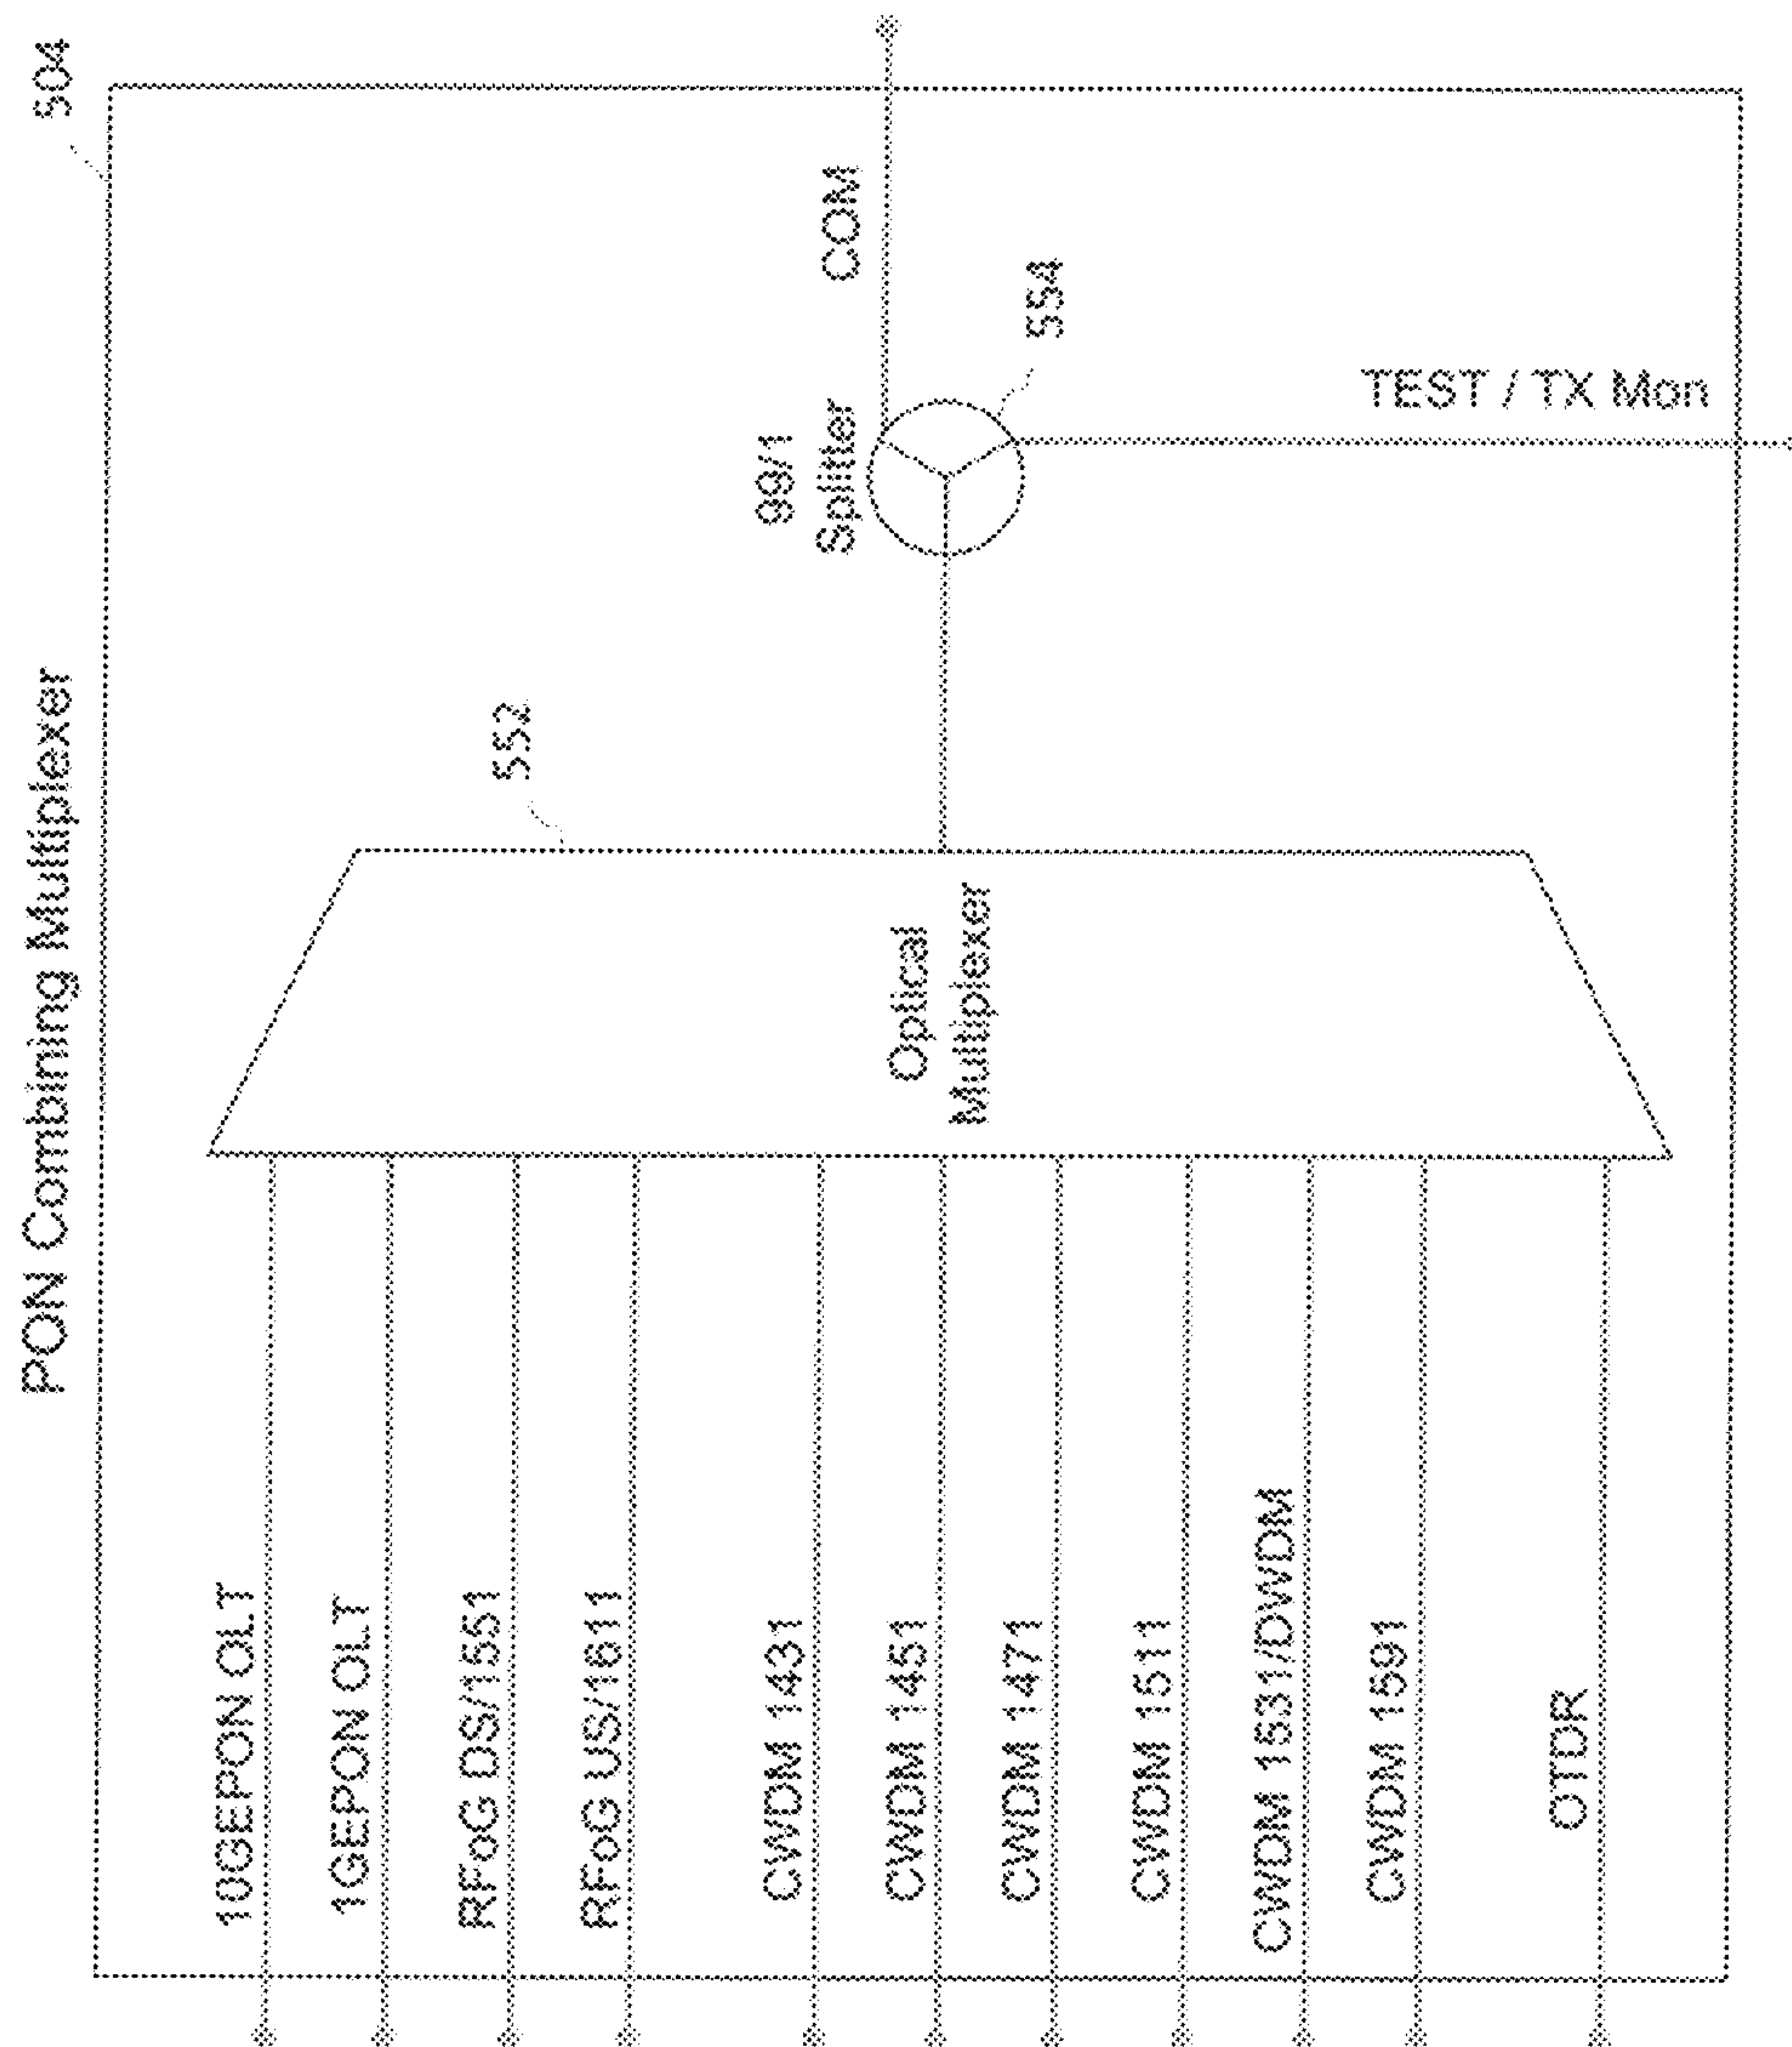 PON Combining Multiplexer
504
10GEPON OLT
1GEPON OLT
RFoG DS/1551
RFoG US/1611
CWDM 1431
CWDM 1451
CWDM 1471
CWDM 1511
CWDM 1531/DWDM
CWDM 1591
OTDR
Optical
Multiplexer
552
99/1
Splitter
554
COM
TEST / TX Mon